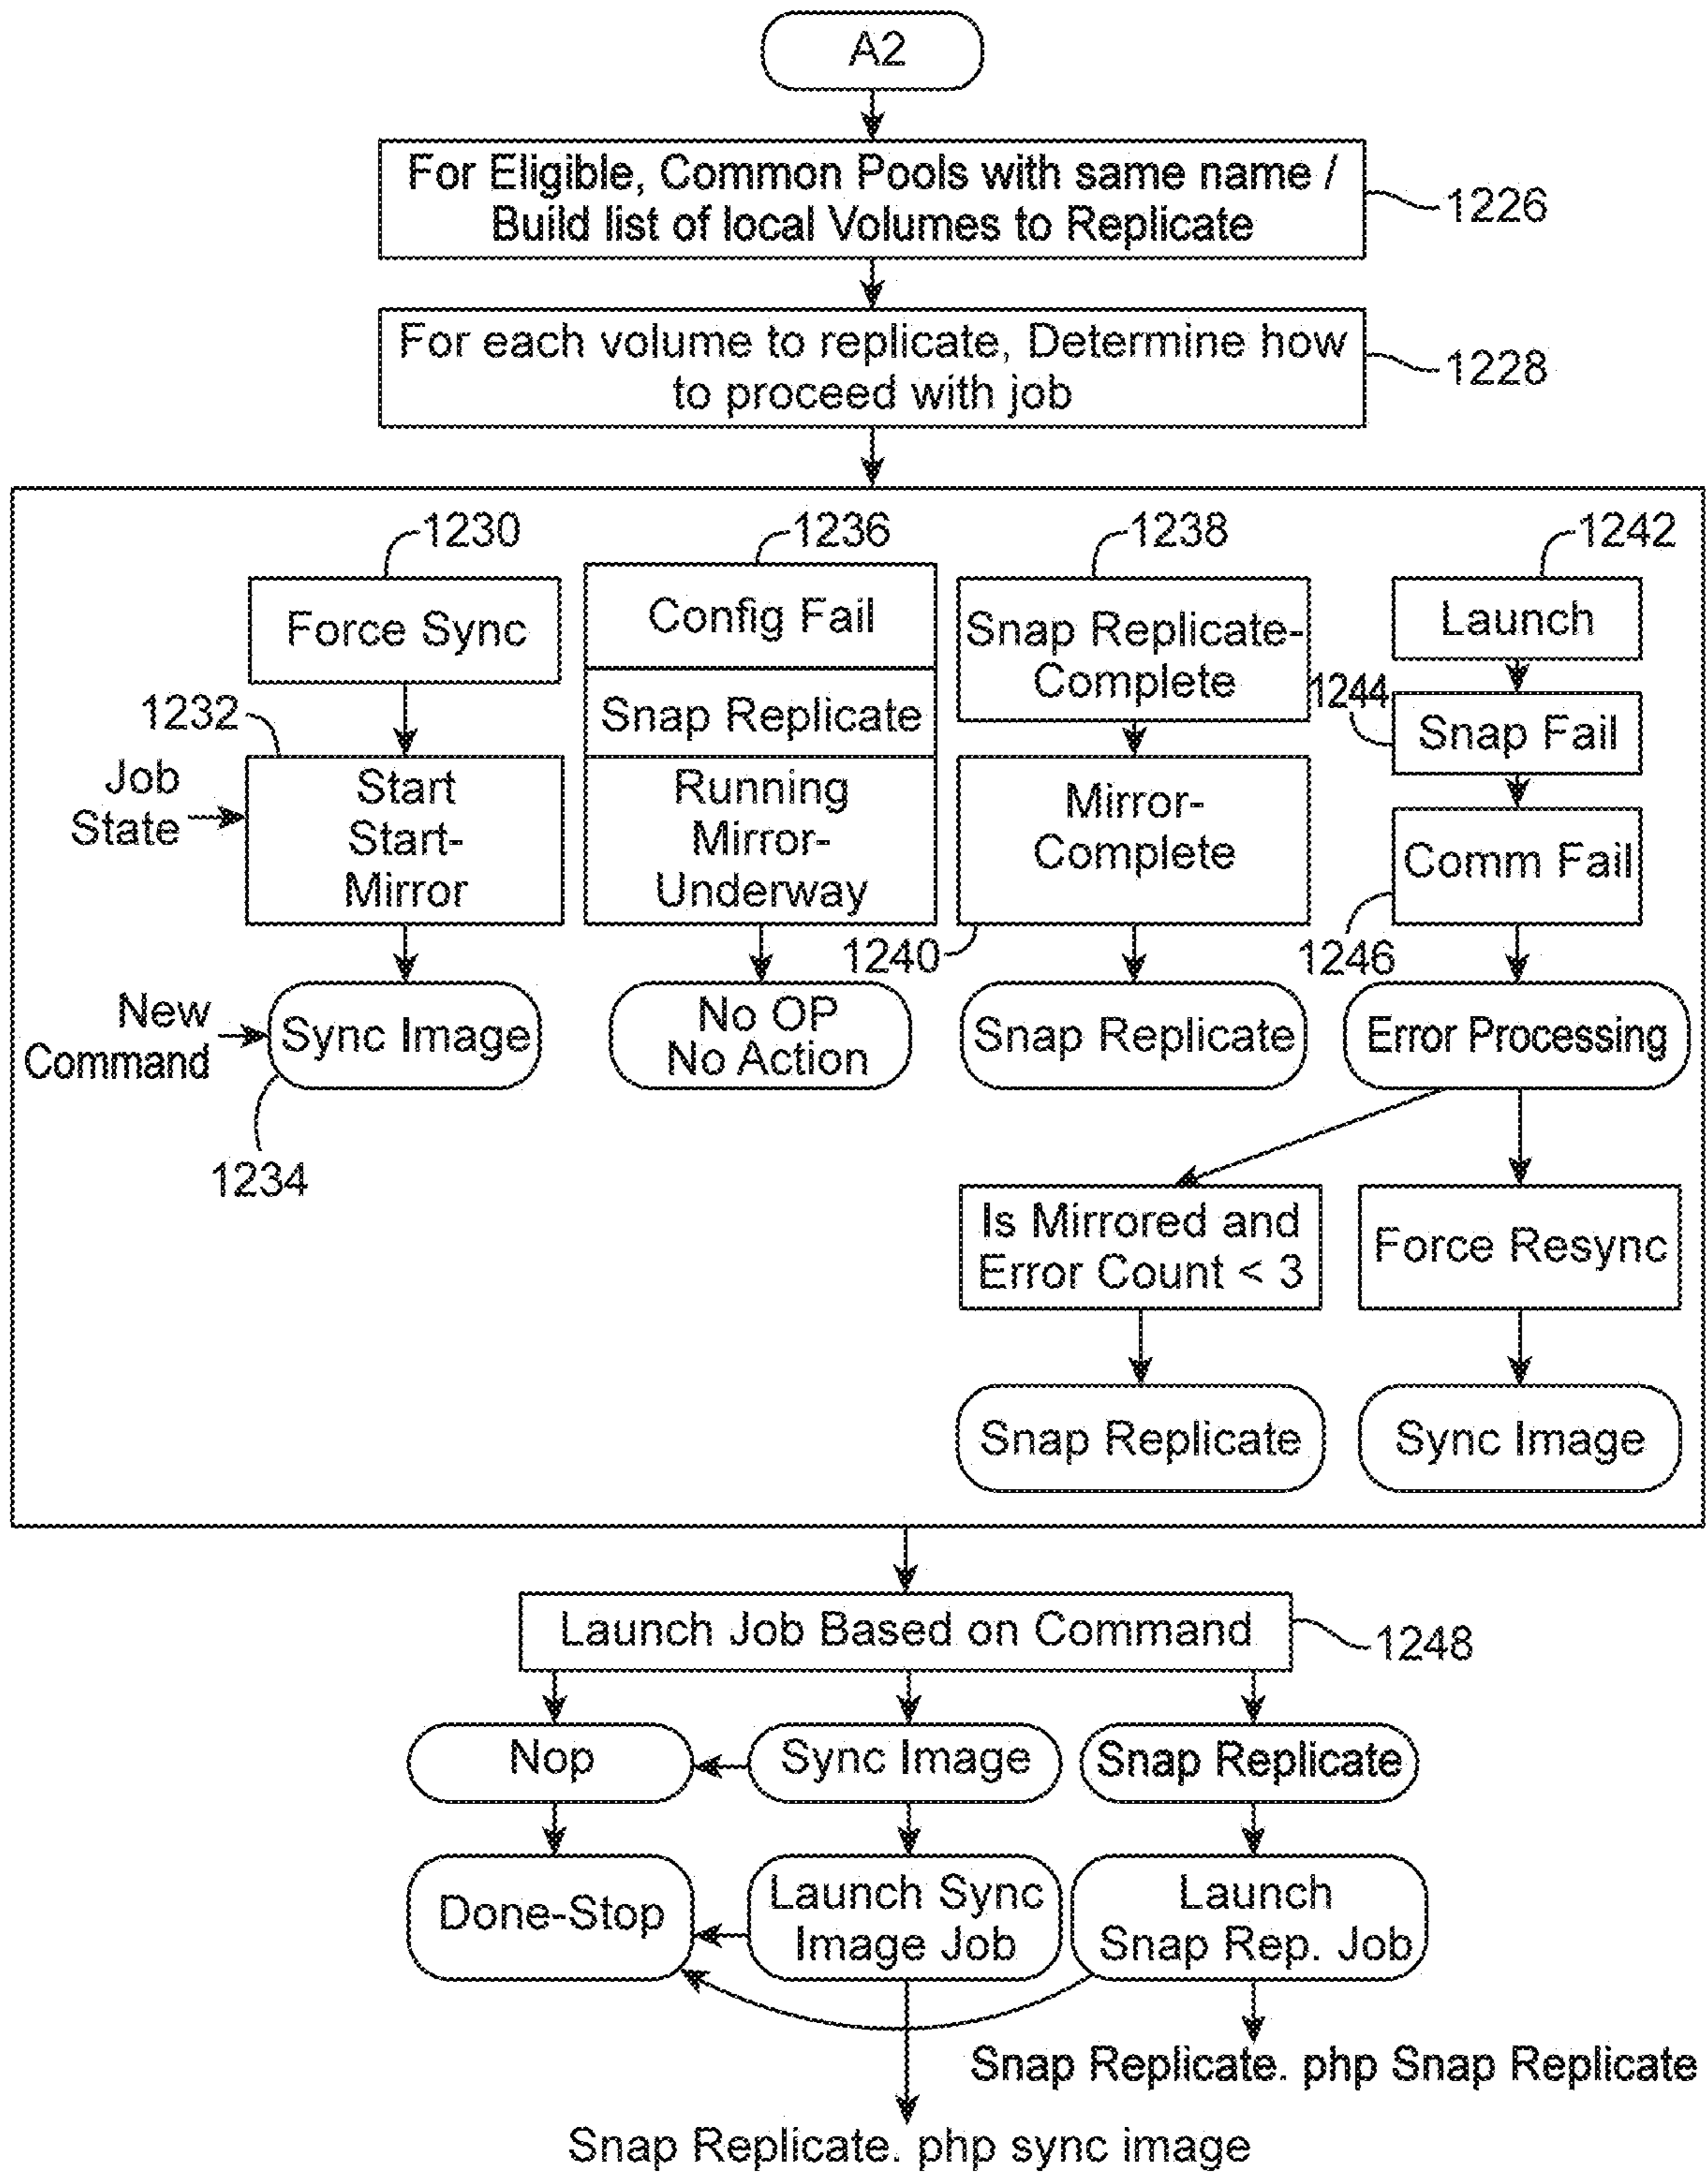 A2
For Eligible, Common Pools with same name /
Build list of local Volumes to Replicate
1226
For each volume to replicate, Determine how
to proceed with job
1228
1230
1236
1238
1242
Force Sync
Config Fail
Snap Replicate-
Complete
Launch
1232
Snap Replicate
1244
Snap Fail
Job
State
Start
Start-
Mirror
Running
Mirror-
Underway
Mirror-
Complete
Comm Fail
1240
1246
New
Command
Sync Image
No OP
No Action
Snap Replicate
Error Processing
1234
Is Mirrored and
Error Count < 3
Force Resync
Snap Replicate
Sync Image
Launch Job Based on Command
1248
Nop
Sync Image
Snap Replicate
Done-Stop
Launch Sync
Image Job
Launch
Snap Rep. Job
Snap Replicate. php Snap Replicate
Snap Replicate. php sync image